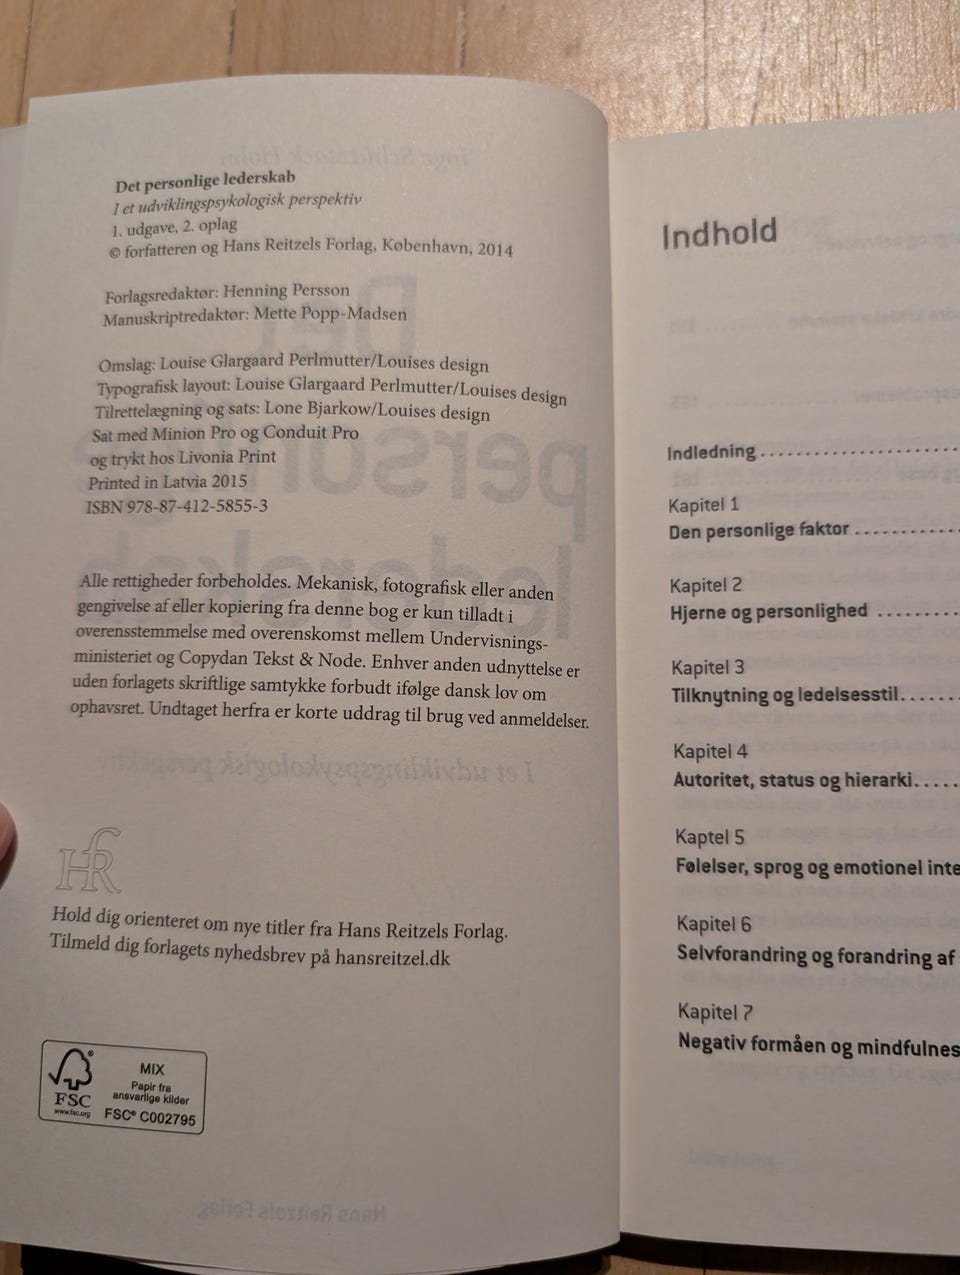 Det personlige lederskab
I et udviklingspsykologisk perspektiv
1. udgave, 2. oplag
© forfatteren og Hans Reitzels Forlag, København, 2014
Forlagsredaktør: Henning Persson
Manuskriptredaktør: Mette Popp-Madsen
Omslag: Louise Glargaard Perlmutter/Louises design
Typografisk layout: Louise Glargaard Perlmutter/Louises design
Tilrettelægning og sats: Lone Bjarkow/Louises design
Sat med Minion Pro og Conduit Pro
og trykt hos Livonia Print
Printed in Latvia 2015
ISBN 978-87-412-5855-3
Alle rettigheder forbeholdes. Mekanisk, fotografisk eller anden
gengivelse af eller kopiering fra denne bog er kun tilladt i
overensstemmelse med overenskomst mellem Undervisnings-
ministeriet og Copydan Tekst & Node. Enhver anden udnyttelse er
uden forlagets skriftlige samtykke forbudt ifølge dansk lov om
ophavsret. Undtaget herfra er korte uddrag til brug ved anmeldelser.
HfR
Hold dig orienteret om nye titler fra Hans Reitzels Forlag.
Tilmeld dig forlagets nyhedsbrev på hansreitzel.dk
FSC
www.fsc.org
MIX
Papir fra
ansvarlige kilder
FSC® C002795
Indhold
Indledning
Kapitel 1
Den personlige faktor
Kapitel 2
Hjerne og personlighed
Kapitel 3
Tilknytning og ledelsesstil
Kapitel 4
Autoritet, status og hierarki
Kaptel 5
Følelser, sprog og emotionel inte
Kapitel 6
Selvforandring og forandring af
Kapitel 7
Negativ formåen og mindfulnes